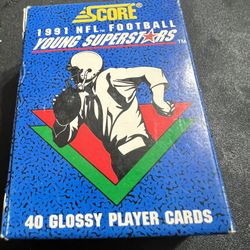 SCORE
1991 NFL FOOTBALL
YOUNG SUPERSTARS™
40 GLOSSY PLAYER CARDS